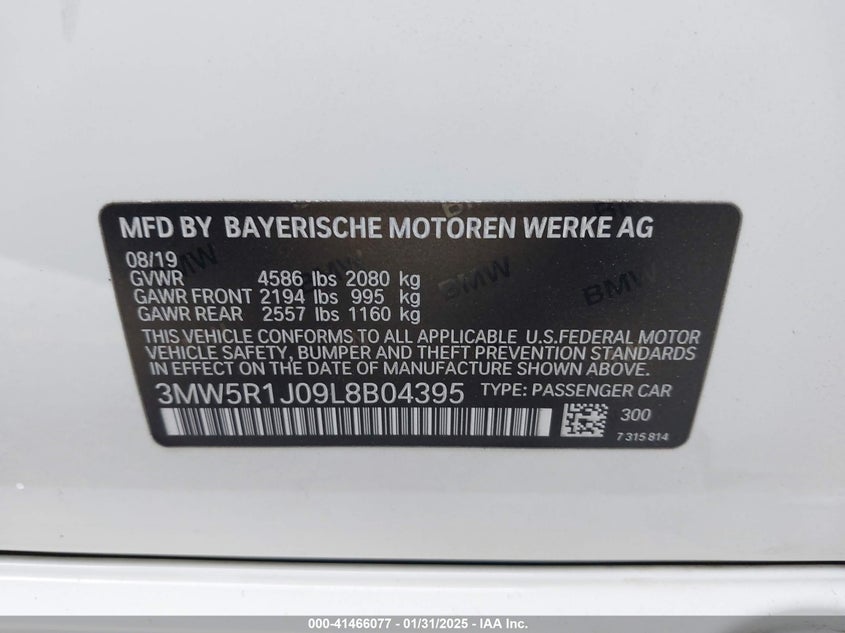 MFD BY BAYERISCHE MOTOREN WERKE AG
08/19
GVWR 4586 lbs 2080 kg
GAWR FRONT 2194 lbs 995 kg
GAWR REAR 2557 lbs 1160 kg
THIS VEHICLE CONFORMS TO ALL APPLICABLE U.S.FEDERAL MOTOR
VEHICLE SAFETY, BUMPER AND THEFT PREVENTION STANDARDS
IN EFFECT ON THE DATE OF MANUFACTURE SHOWN ABOVE.
3MW5R1J09L8B04395 TYPE: PASSENGER CAR
300
7 315 814
BMW
BMW
BMW
000-41466077 - 01/31/2025 - IAA Inc.